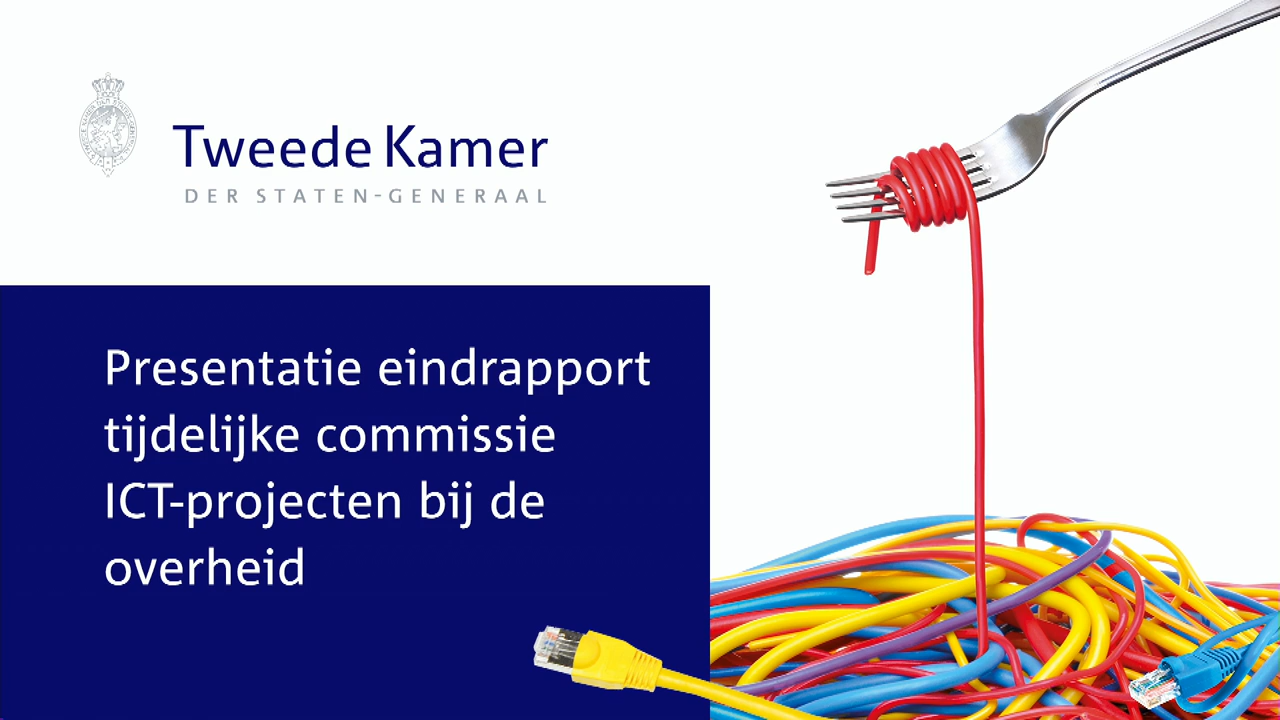 Tweede Kamer
DER STATEN-GENERAAL
Presentatie eindrapport
tijdelijke commissie
ICT-projecten bij de
overheid